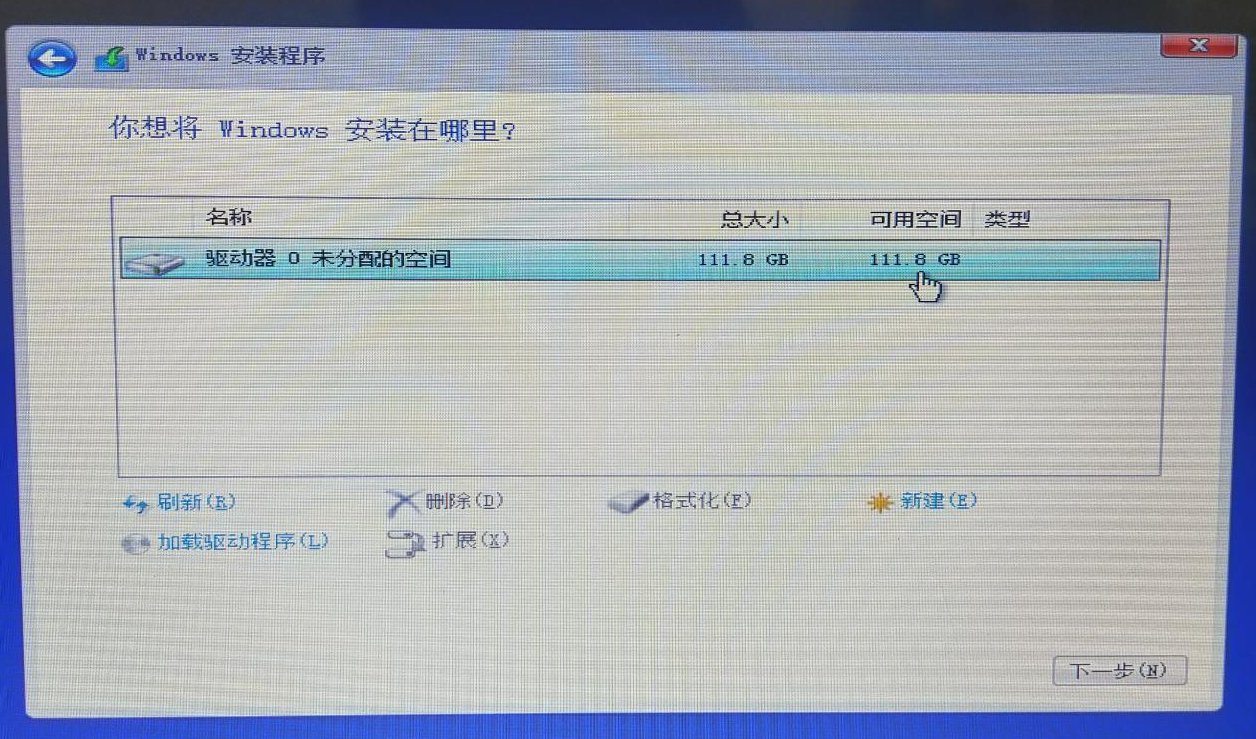 Windows 安装程序
你想将 Windows 安装在哪里?
名称 总大小 可用空间 类型
驱动器 0 未分配的空间 111.8 GB 111.8 GB
刷新(R) 删除(D) 格式化(F) 新建(E)
加载驱动程序(L) 扩展(X)
下一步(N)